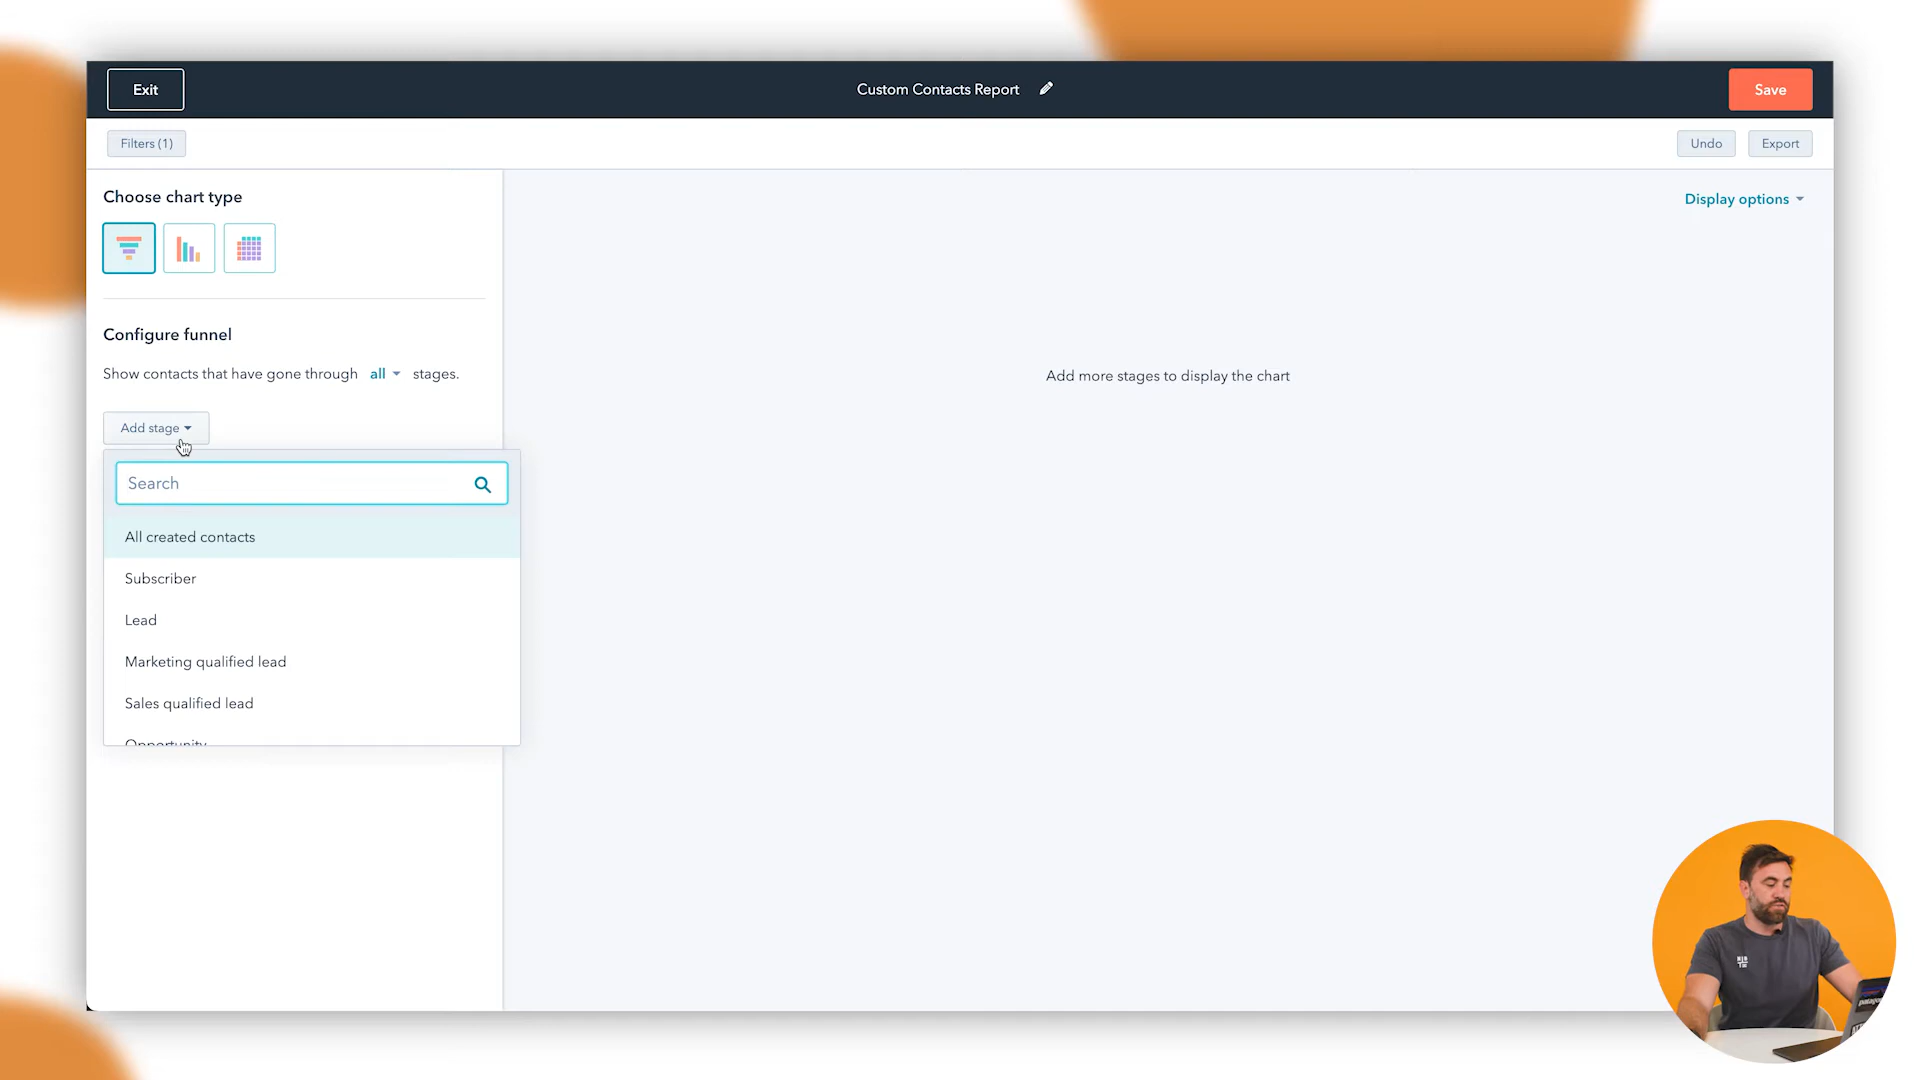 Exit
Custom Contacts Report
Save
Filters (1)
Undo
Export
Choose chart type
Display options
Configure funnel
Show contacts that have gone through all stages.
Add more stages to display the chart
Add stage
Search
All created contacts
Subscriber
Lead
Marketing qualified lead
Sales qualified lead
Opportunity